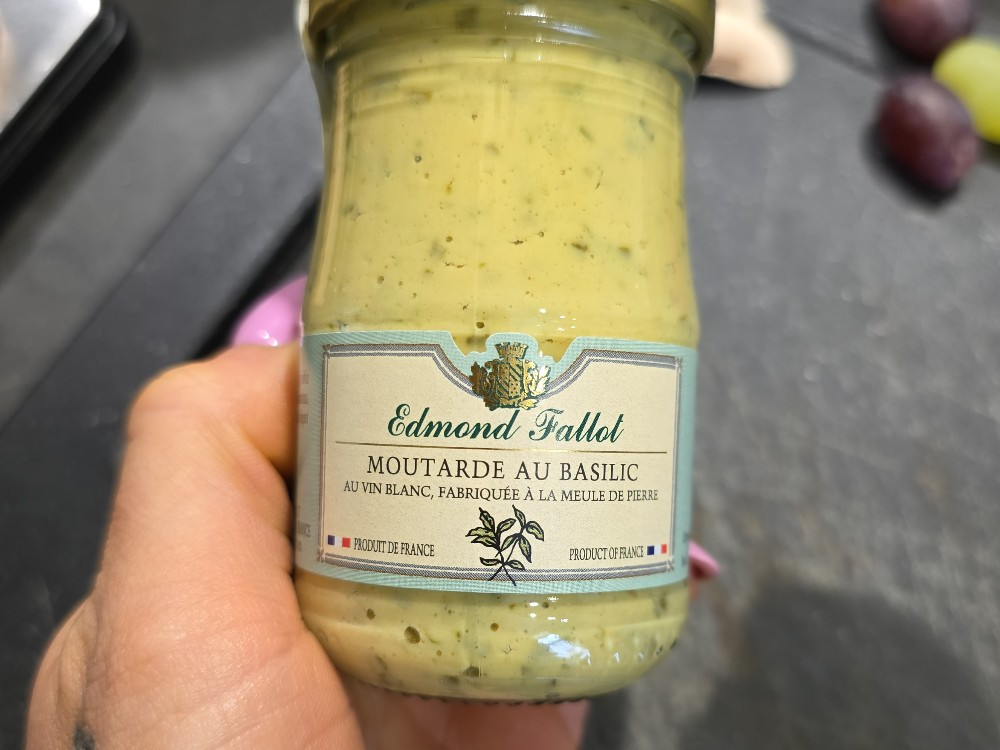 Edmond Fallot
MOUTARDE AU BASILIC
AU VIN BLANC, FABRIQUÉE À LA MEULE DE PIERRE
PRODUIT DE FRANCE
PRODUCT OF FRANCE